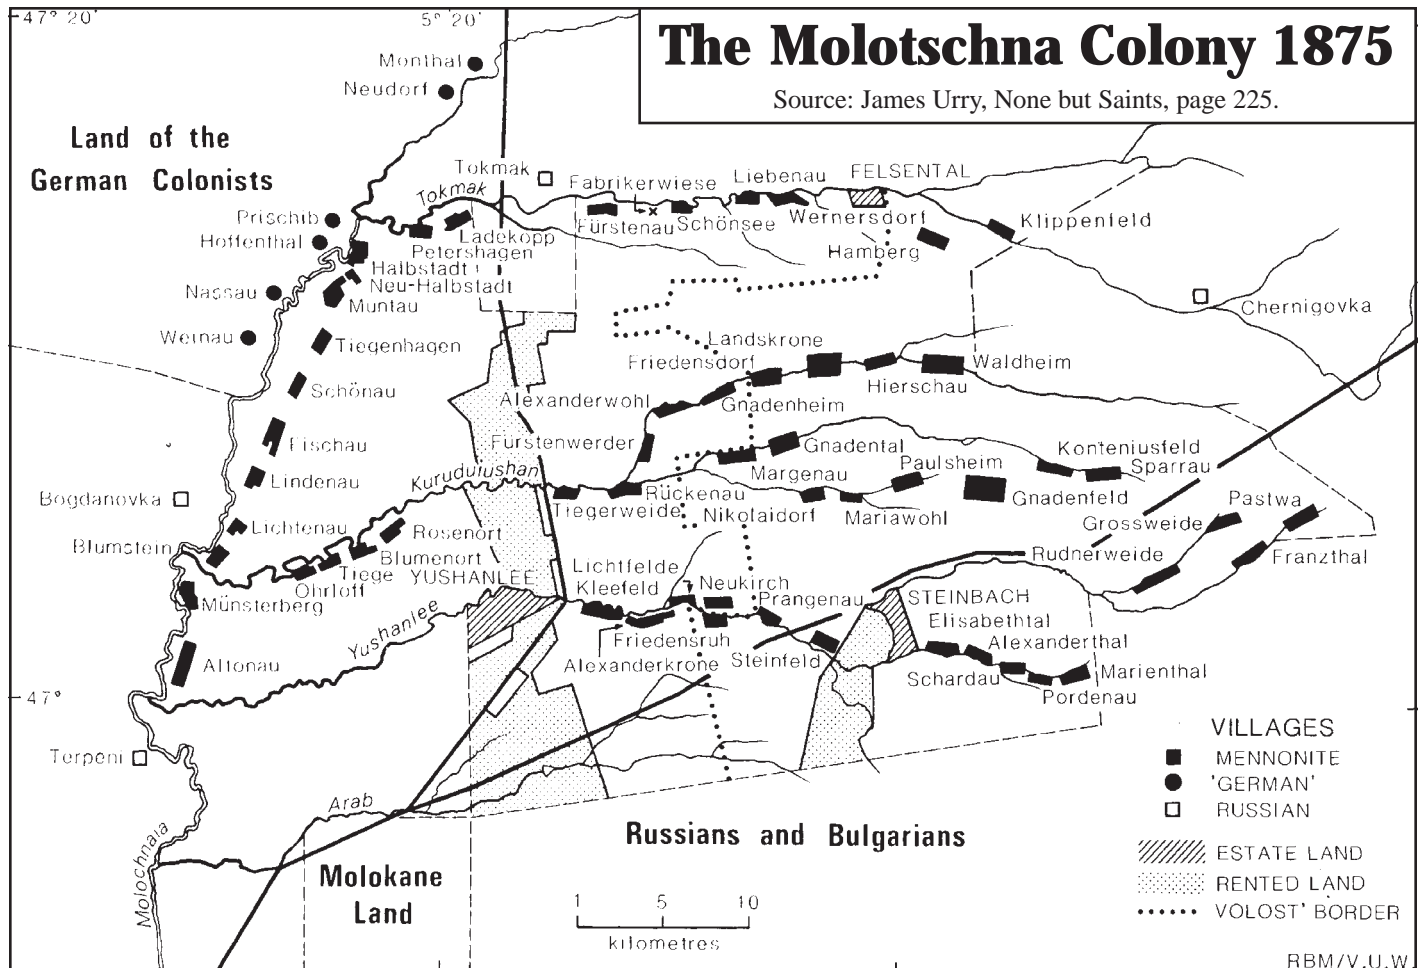 47° 20'
5° 20'
The Molotschna Colony 1875
Source: James Urry, None but Saints, page 225.
Monthal
Neudorf
Land of the
German Colonists
Tokmak
Tokmak
Fabrikerwiese
Liebenau
FELSENTAL
Prischib
Hoffenthal
Ladekopp
Petershagen
Fürstenau
Schönsee
Wernersdorf
Klippenfeld
Hamberg
Halbstadt
Neu-Halbstadt
Muntau
Nassau
Wernau
Chernigovka
Tiegenhagen
Landskrone
Friedensdorf
Waldheim
Hierschau
Schönau
Alexanderwohl
Gnadenheim
Fischau
Fürstenwerder
Gnadental
Konteniusfeld
Sparrau
Lindenau
Kurudujushan
Margenau
Paulsheim
Bogdanovka
Rückenau
Gnadenfeld
Pastwa
Tiegerweide
Nikolaidorf
Mariawohl
Grossweide
Lichtenau
Rosenort
Blumstein
Blumenort
Rudnerweide
Franzthal
Tiege
YUSHANLEE
Lichtfelde
Ohrloff
Kleefeld
Neukirch
Prangenau
STEINBACH
Münsterberg
Elisabethtal
Yushanlee
Friedensruh
Alexanderthal
Altonau
Alexanderkrone
Steinfeld
Schardau
Marienthal
Pordenau
47°
Terpeni
Arab
Molochnaia
Russians and Bulgarians
Molokane
Land
VILLAGES
MENNONITE
'GERMAN'
RUSSIAN
ESTATE LAND
RENTED LAND
VOLOST' BORDER
1 5 10
kilometres
RBM/V.U.W